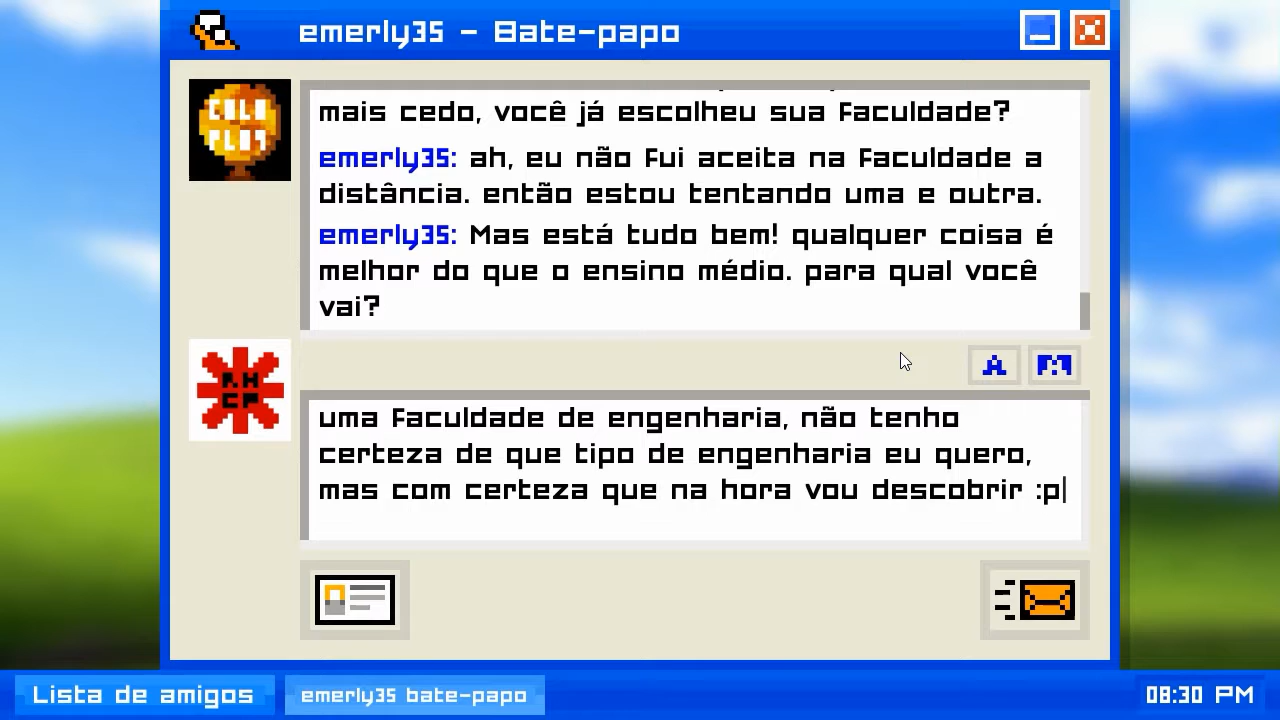 emerly35 - Bate-papo
COLD
PLAY
mais cedo, você já escolheu sua Faculdade?
emerly35: ah, eu não Fui aceita na Faculdade a
distância. então estou tentando uma e outra.
emerly35: Mas está tudo bem! qualquer coisa é
melhor do que o ensino médio. para qual você
vai?
R.H
CP
A
uma Faculdade de engenharia, não tenho
certeza de que tipo de engenharia eu quero,
mas com certeza que na hora vou descobrir :p
Lista de amigos
emerly35 bate-papo
08:30 PM